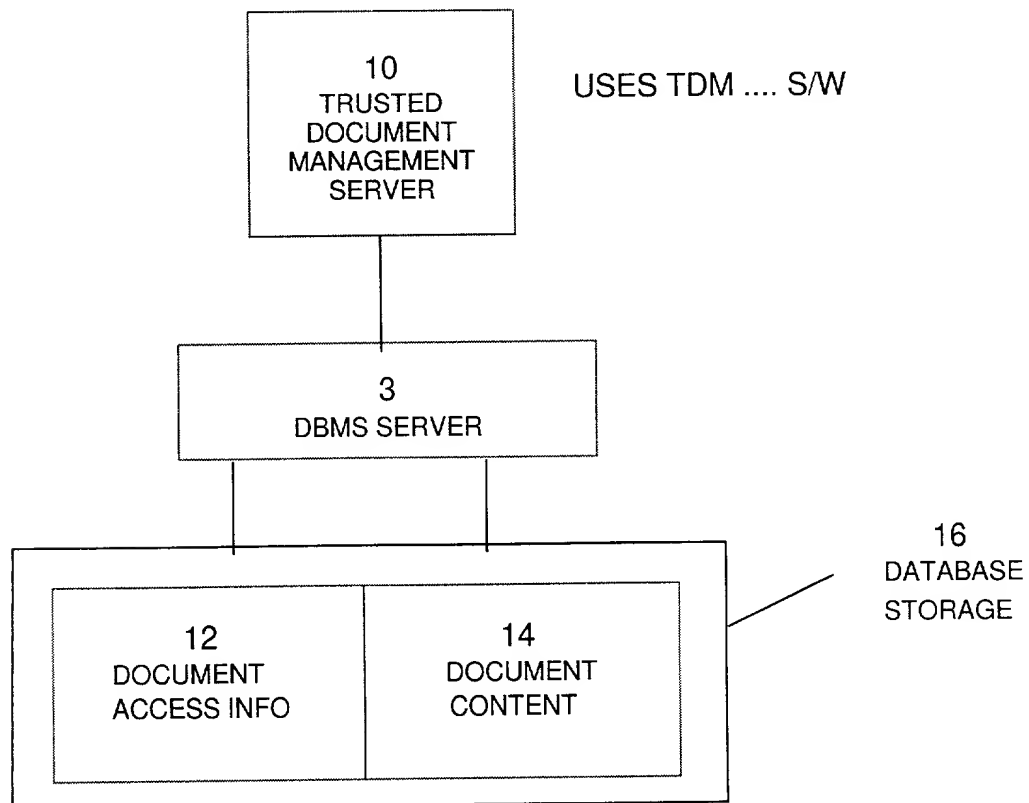 10
TRUSTED
DOCUMENT
MANAGEMENT
SERVER
USES TDM .... S/W
3
DBMS SERVER
16
DATABASE
STORAGE
12
DOCUMENT
ACCESS INFO
14
DOCUMENT
CONTENT